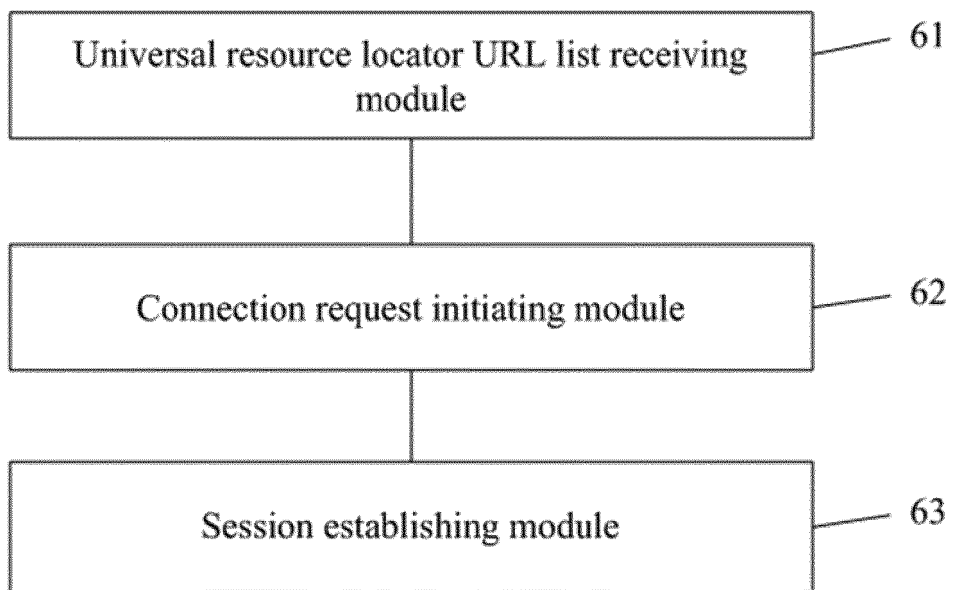 Universal resource locator URL list receiving
module
61
Connection request initiating module
62
Session establishing module
63